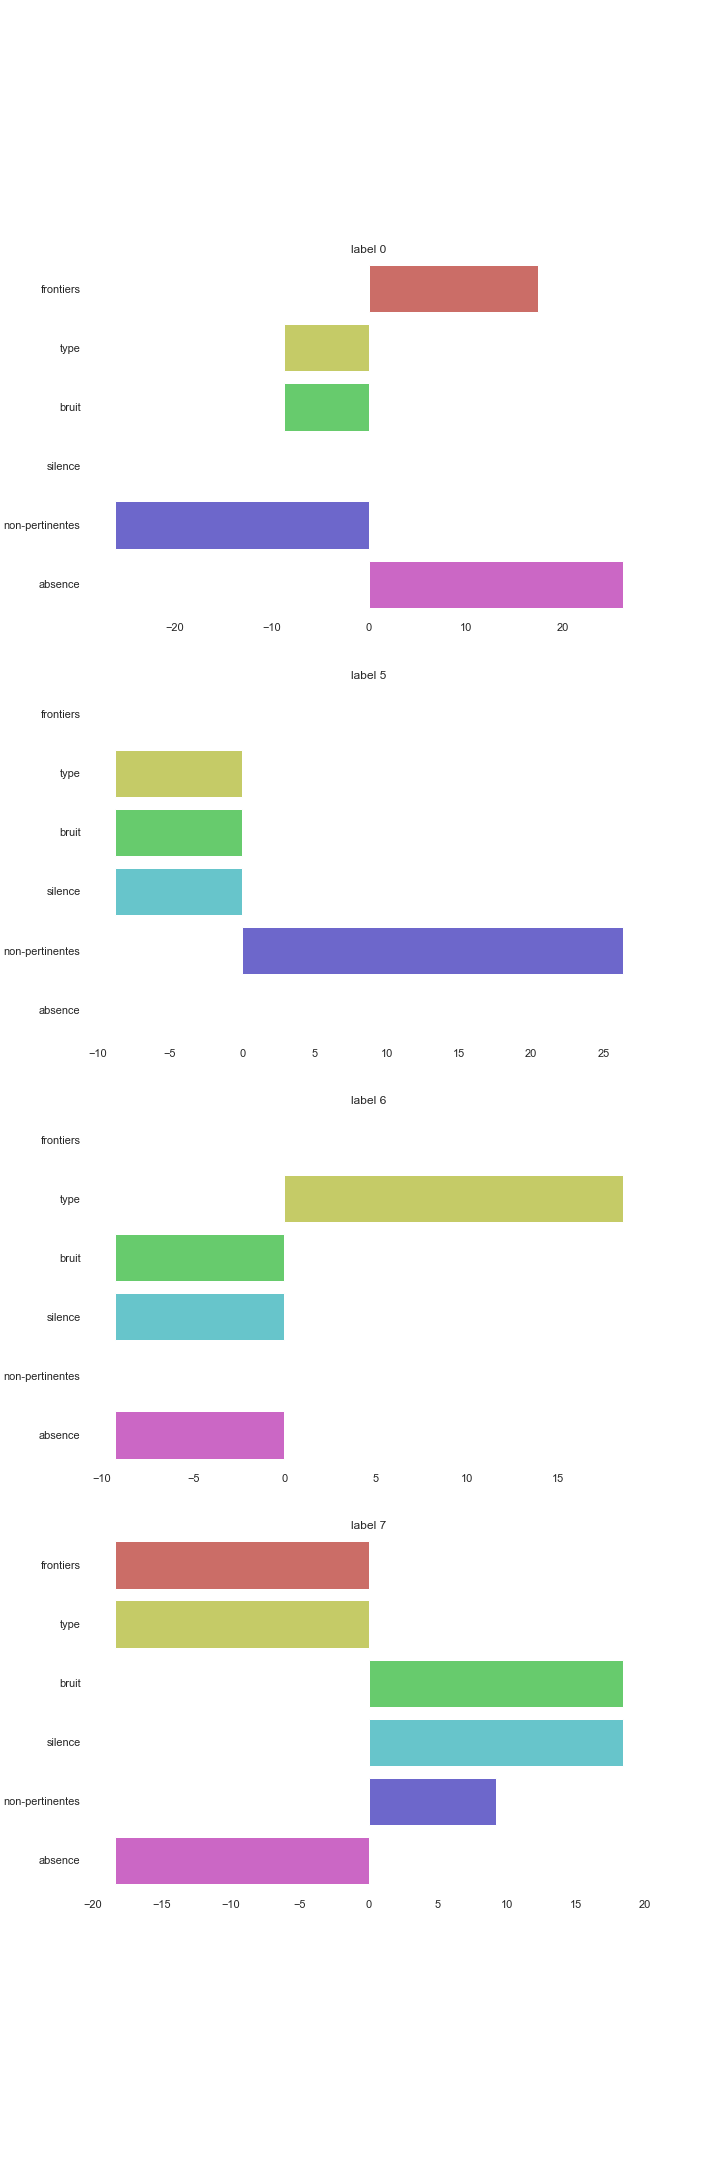 label 0
frontiers
type
bruit
silence
non-pertinentes
absence
−20 −10 0 10 20
label 5
frontiers
type
bruit
silence
non-pertinentes
absence
−10 −5 0 5 10 15 20 25
label 6
frontiers
type
bruit
silence
non-pertinentes
absence
−10 −5 0 5 10 15
label 7
frontiers
type
bruit
silence
non-pertinentes
absence
−20 −15 −10 −5 0 5 10 15 20